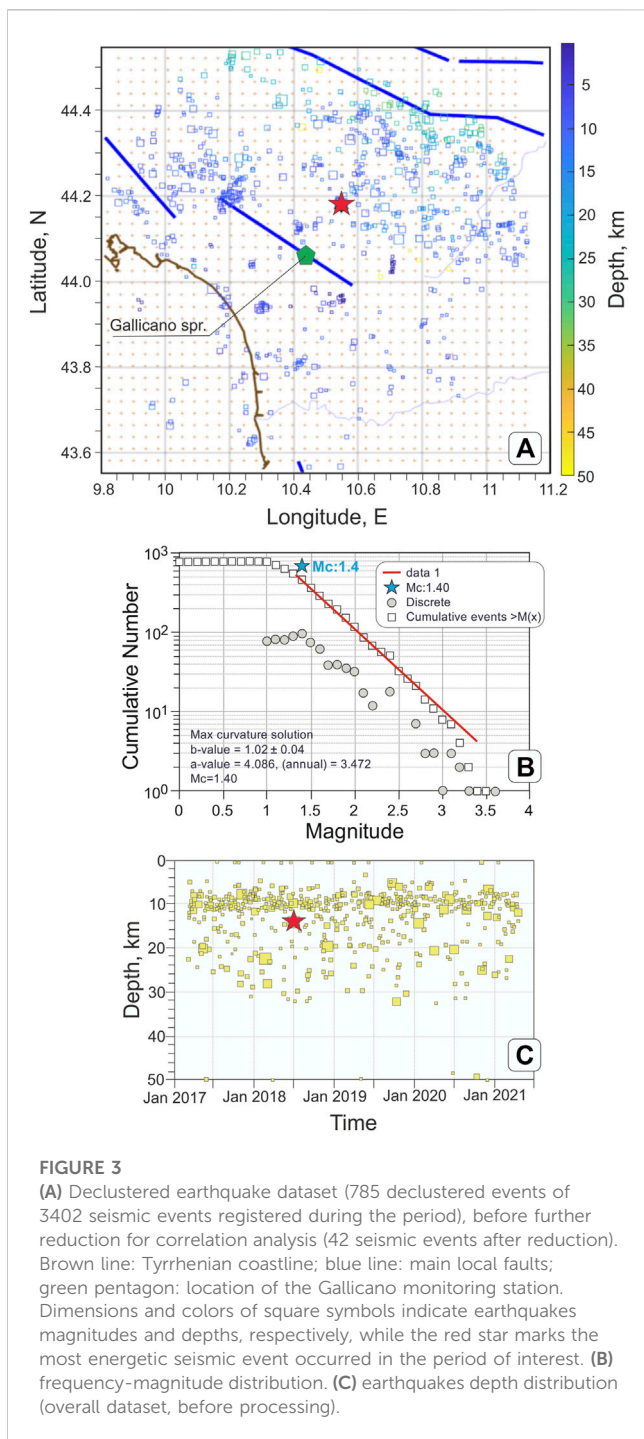 44.4
44.2
44.0
43.8
43.6
Latitude, N
9.8 10 10.2 10.4 10.6 10.8 11 11.2
Longitude, E
Gallicano spr.
A
5
10
15
20
25
30
35
40
45
50
Depth, km
10³
10²
10¹
10⁰
Cumulative Number
Mc:1.4
data 1
Mc:1.40
Discrete
Cumulative events >M(x)
Max curvature solution
b-value = 1.02 ± 0.04
a-value = 4.086, (annual) = 3.472
Mc=1.40
B
0 0.5 1 1.5 2 2.5 3 3.5 4
Magnitude
0
10
20
30
40
50
Depth, km
C
Jan 2017 Jan 2018 Jan 2019 Jan 2020 Jan 2021
Time
FIGURE 3
(A) Declustered earthquake dataset (785 declustered events of
3402 seismic events registered during the period), before further
reduction for correlation analysis (42 seismic events after reduction).
Brown line: Tyrrhenian coastline; blue line: main local faults;
green pentagon: location of the Gallicano monitoring station.
Dimensions and colors of square symbols indicate earthquakes
magnitudes and depths, respectively, while the red star marks the
most energetic seismic event occurred in the period of interest. (B)
frequency-magnitude distribution. (C) earthquakes depth distribution
(overall dataset, before processing).